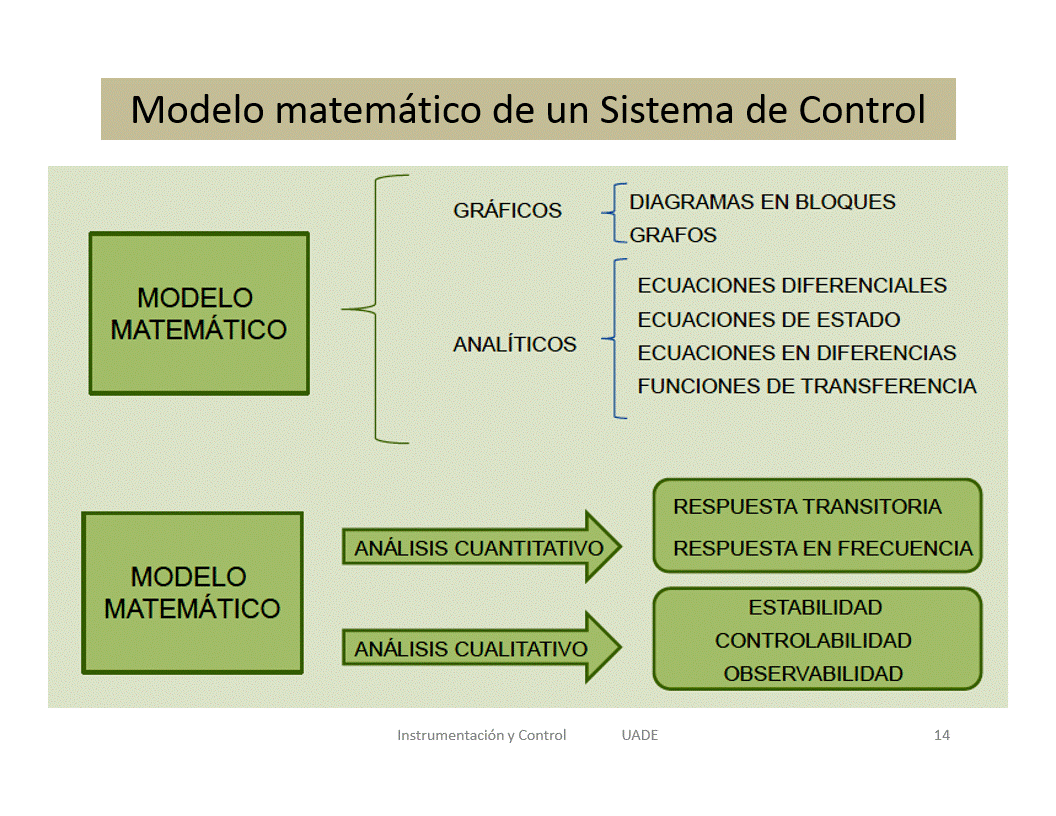 Modelo matemático de un Sistema de Control
MODELO
MATEMÁTICO
GRÁFICOS
DIAGRAMAS EN BLOQUES
GRAFOS
ANALÍTICOS
ECUACIONES DIFERENCIALES
ECUACIONES DE ESTADO
ECUACIONES EN DIFERENCIAS
FUNCIONES DE TRANSFERENCIA
MODELO
MATEMÁTICO
ANÁLISIS CUANTITATIVO
RESPUESTA TRANSITORIA
RESPUESTA EN FRECUENCIA
ANÁLISIS CUALITATIVO
ESTABILIDAD
CONTROLABILIDAD
OBSERVABILIDAD
Instrumentación y Control UADE 14